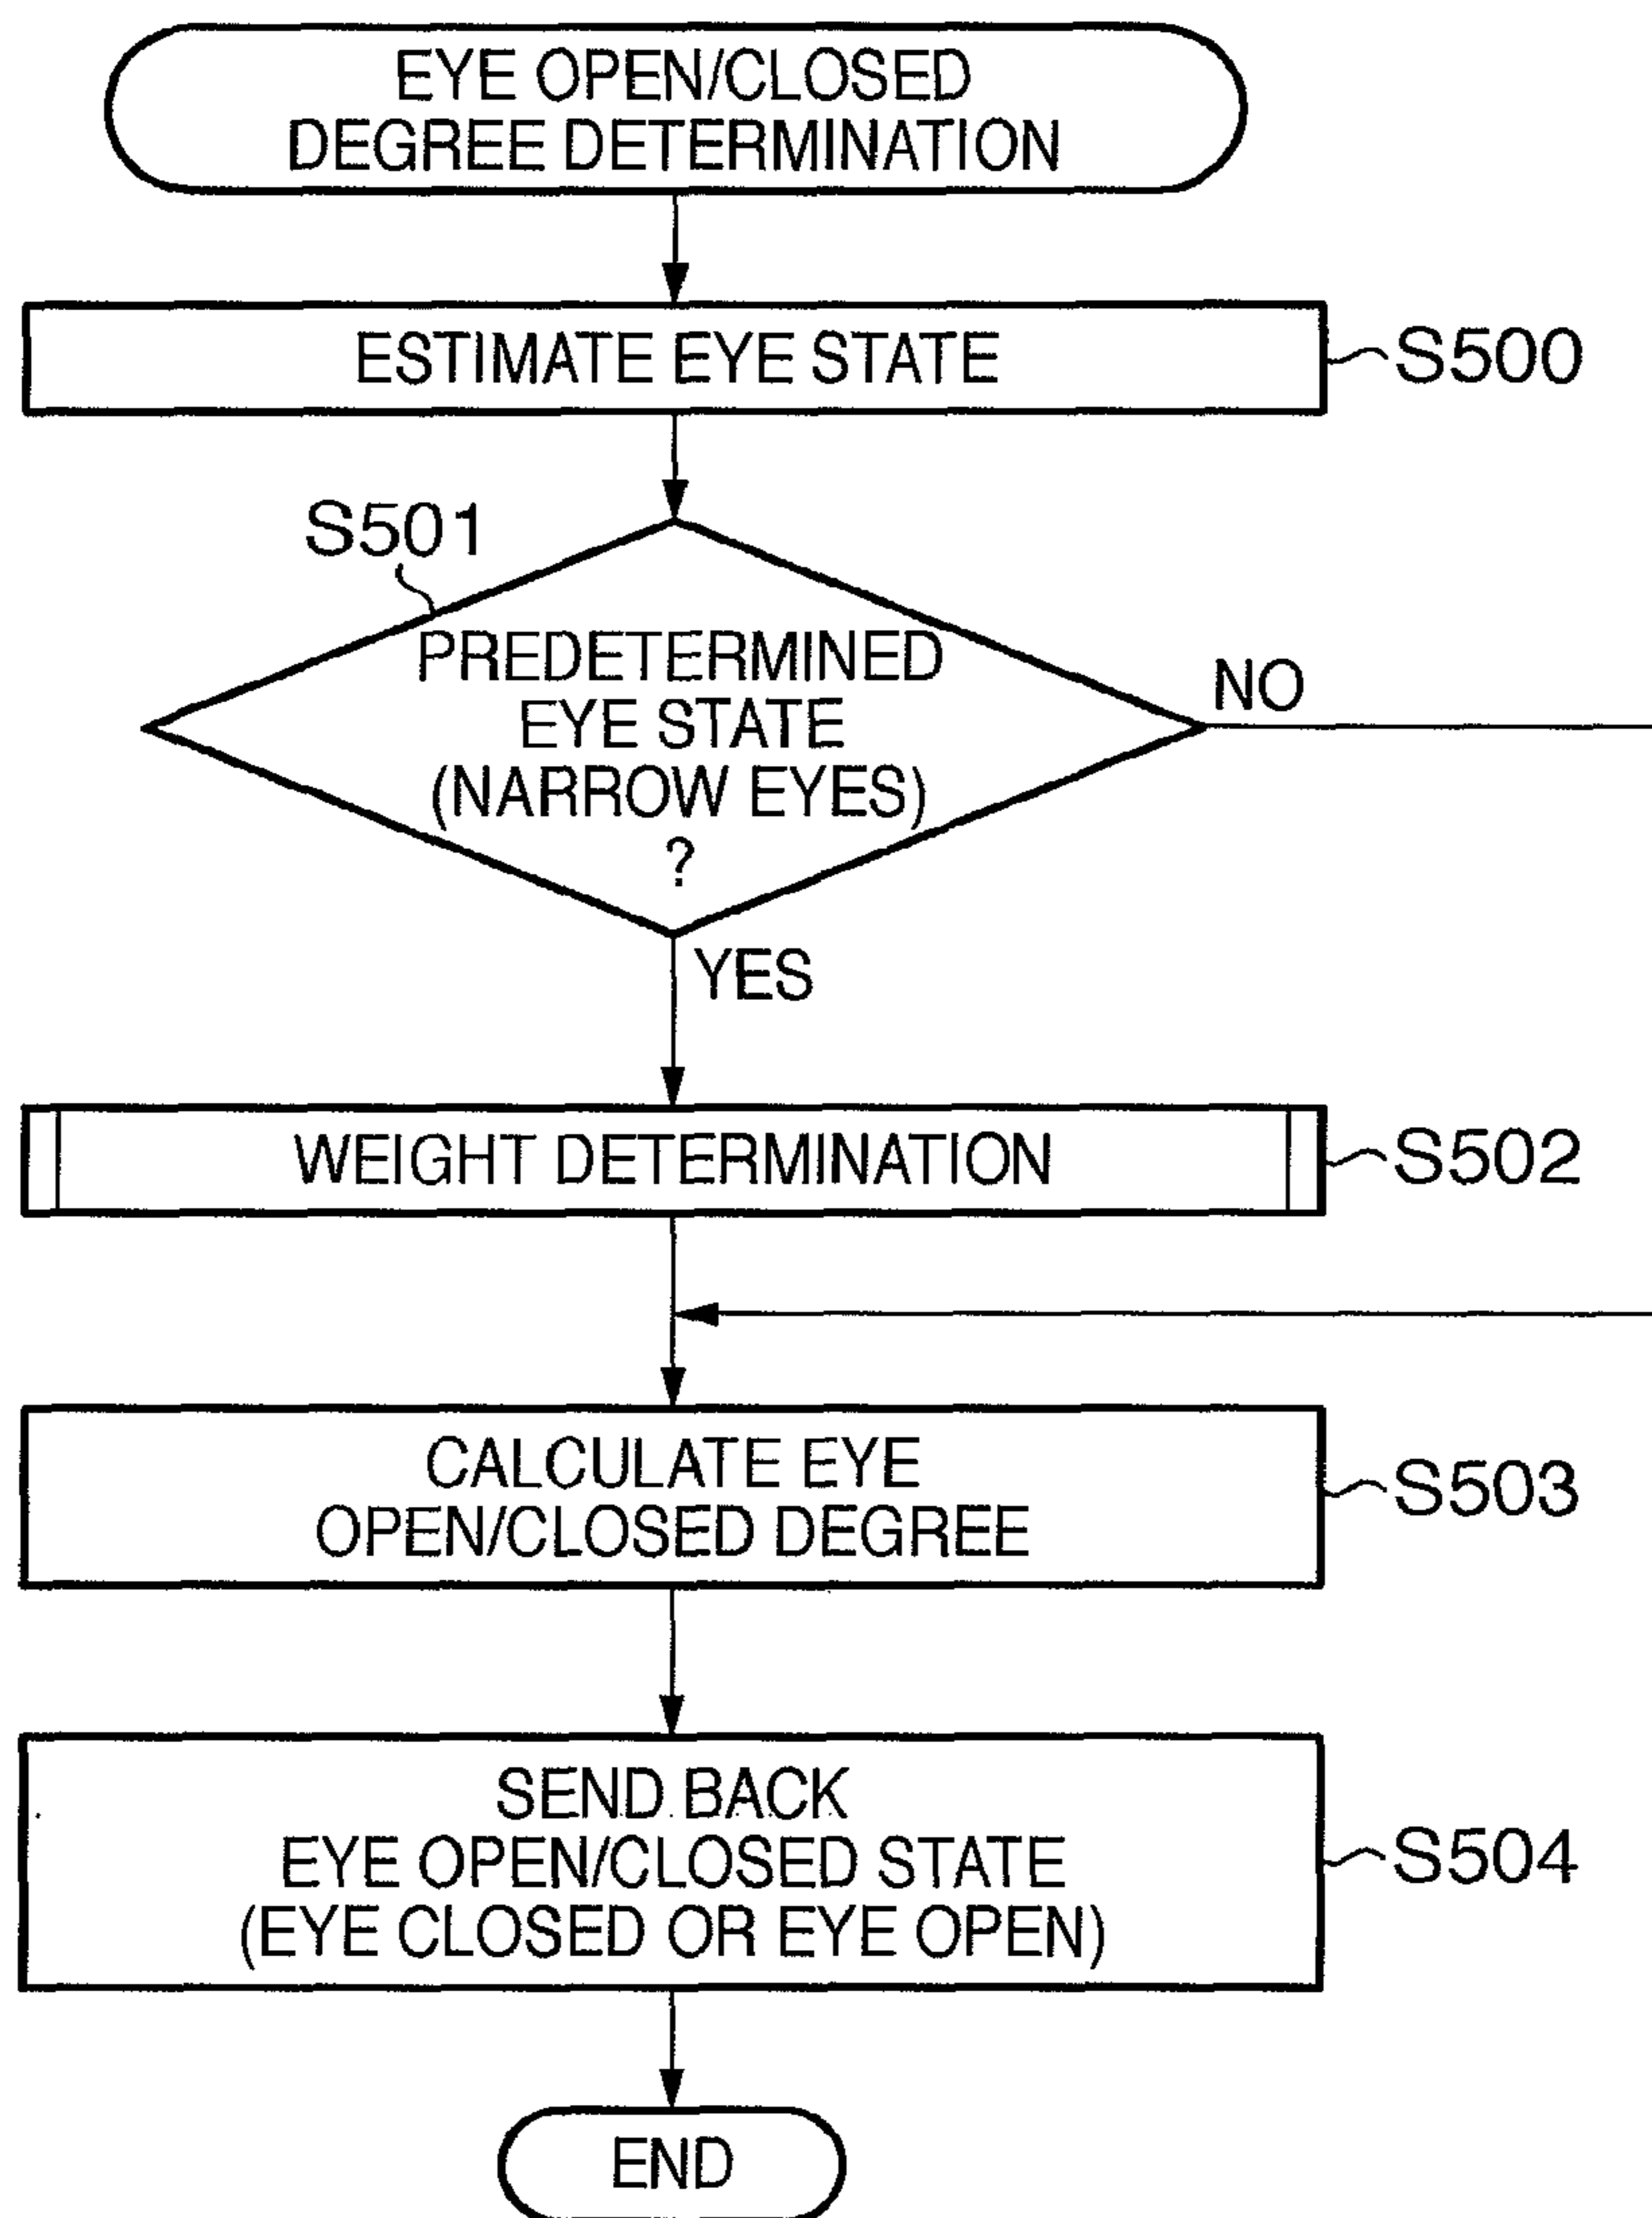 EYE OPEN/CLOSED
DEGREE DETERMINATION
ESTIMATE EYE STATE
S500
S501
PREDETERMINED
EYE STATE
(NARROW EYES)
?
NO
YES
WEIGHT DETERMINATION
S502
CALCULATE EYE
OPEN/CLOSED DEGREE
S503
SEND BACK
EYE OPEN/CLOSED STATE
(EYE CLOSED OR EYE OPEN)
S504
END